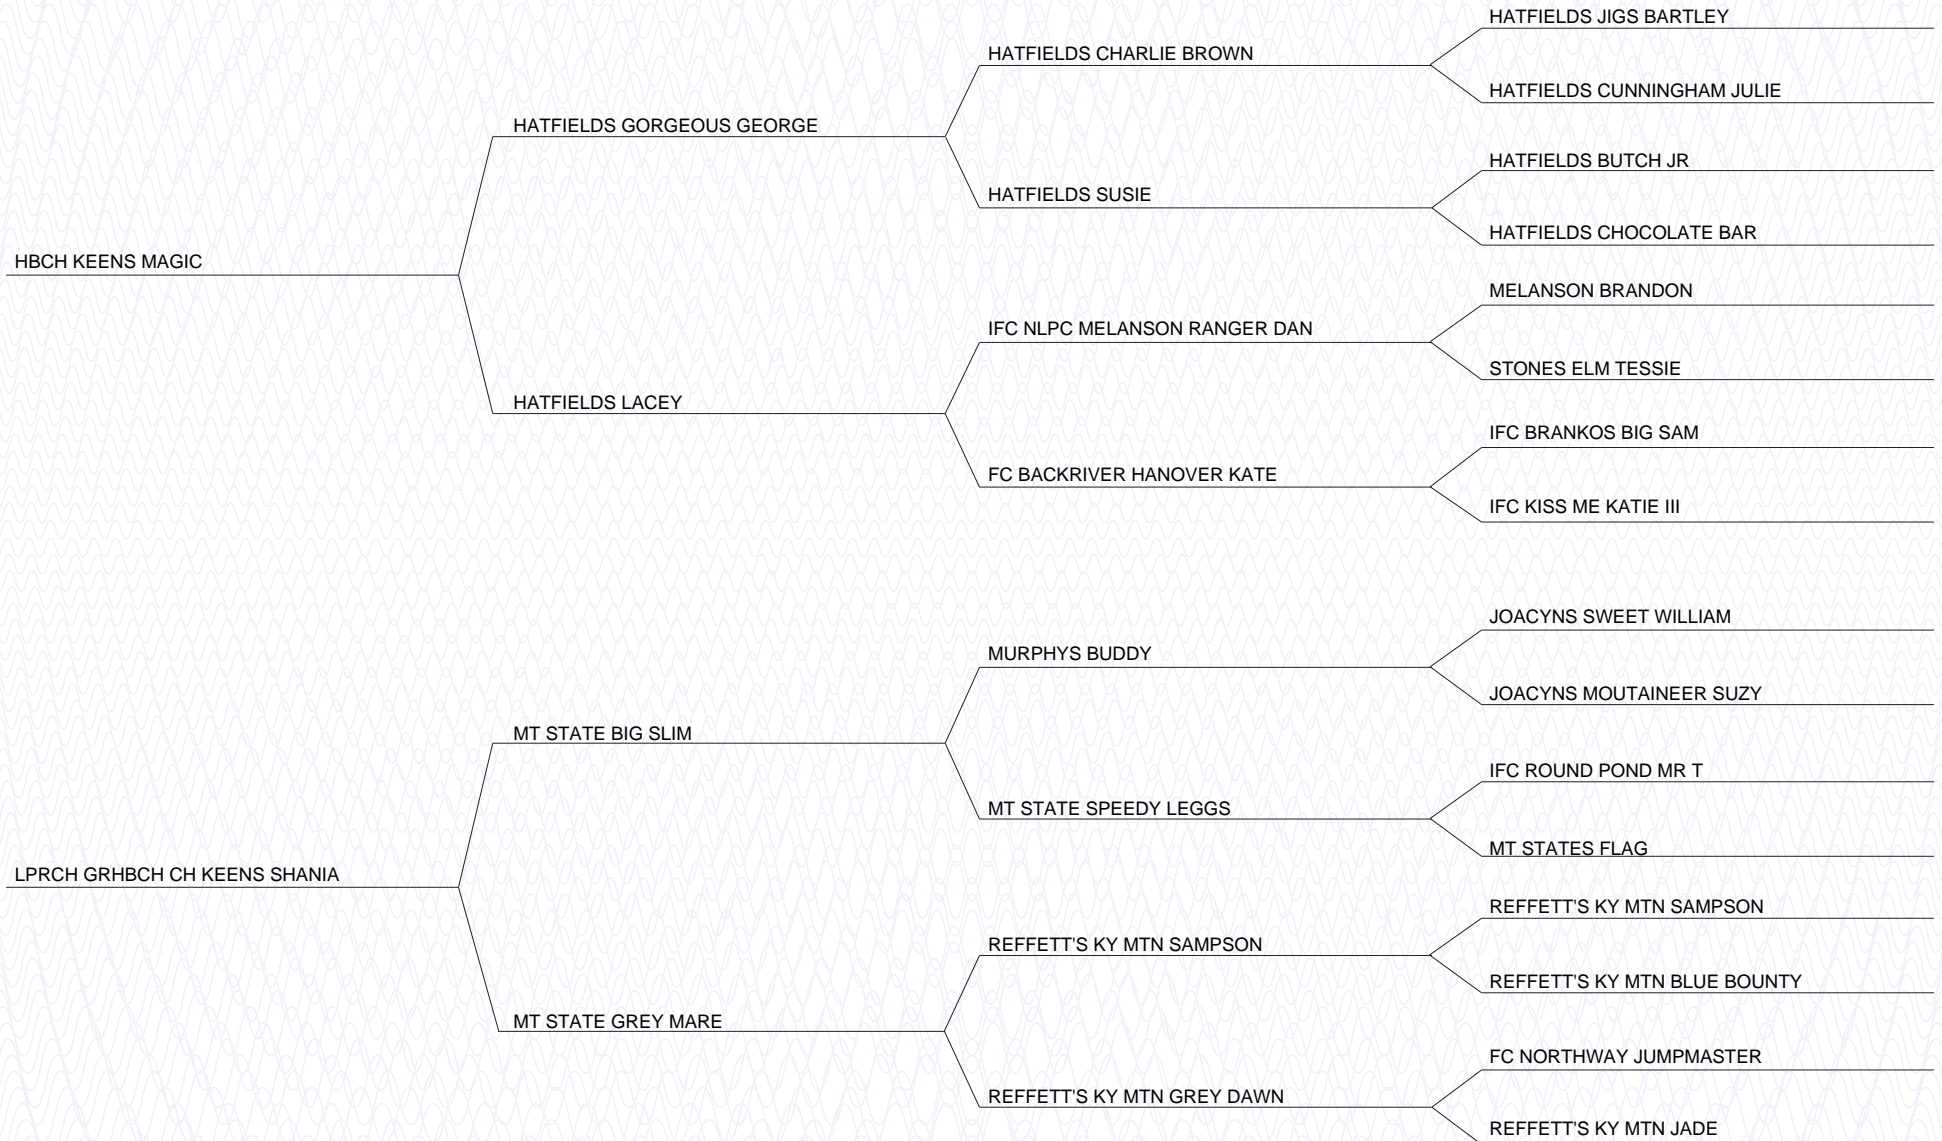 HATFIELDS JIGS BARTLEY
HATFIELDS CHARLIE BROWN
HATFIELDS CUNNINGHAM JULIE
HATFIELDS GORGEOUS GEORGE
HATFIELDS BUTCH JR
HATFIELDS SUSIE
HATFIELDS CHOCOLATE BAR
HBCH KEENS MAGIC
MELANSON BRANDON
IFC NLPC MELANSON RANGER DAN
STONES ELM TESSIE
HATFIELDS LACEY
IFC BRANKOS BIG SAM
FC BACKRIVER HANOVER KATE
IFC KISS ME KATIE III
JOACYNS SWEET WILLIAM
MURPHYS BUDDY
JOACYNS MOUTAINEER SUZY
MT STATE BIG SLIM
IFC ROUND POND MR T
MT STATE SPEEDY LEGGS
MT STATES FLAG
LPRCH GRHBCH CH KEENS SHANIA
REFFETT'S KY MTN SAMPSON
REFFETT'S KY MTN SAMPSON
REFFETT'S KY MTN BLUE BOUNTY
MT STATE GREY MARE
FC NORTHWAY JUMPMASTER
REFFETT'S KY MTN GREY DAWN
REFFETT'S KY MTN JADE